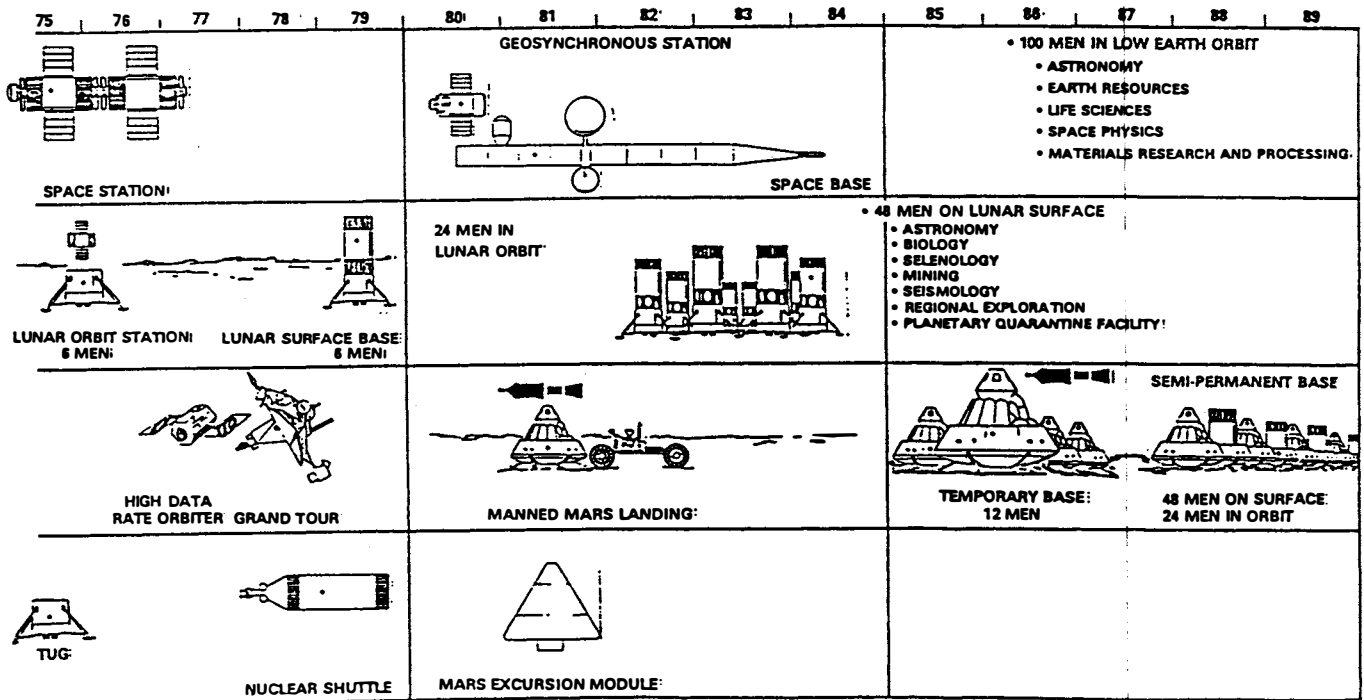 75 76 77 78 79 80 81 82 83 84 85 86 87 88 89
SPACE STATION
GEOSYNCHRONOUS STATION
SPACE BASE
• 100 MEN IN LOW EARTH ORBIT
• ASTRONOMY
• EARTH RESOURCES
• LIFE SCIENCES
• SPACE PHYSICS
• MATERIALS RESEARCH AND PROCESSING
LUNAR ORBIT STATION
6 MEN
LUNAR SURFACE BASE
6 MEN
24 MEN IN
LUNAR ORBIT
• 48 MEN ON LUNAR SURFACE
• ASTRONOMY
• BIOLOGY
• SELENOLOGY
• MINING
• SEISMOLOGY
• REGIONAL EXPLORATION
• PLANETARY QUARANTINE FACILITY
HIGH DATA
RATE ORBITER GRAND TOUR
MANNED MARS LANDING
TEMPORARY BASE:
12 MEN
SEMI-PERMANENT BASE
48 MEN ON SURFACE
24 MEN IN ORBIT
TUG
NUCLEAR SHUTTLE
MARS EXCURSION MODULE